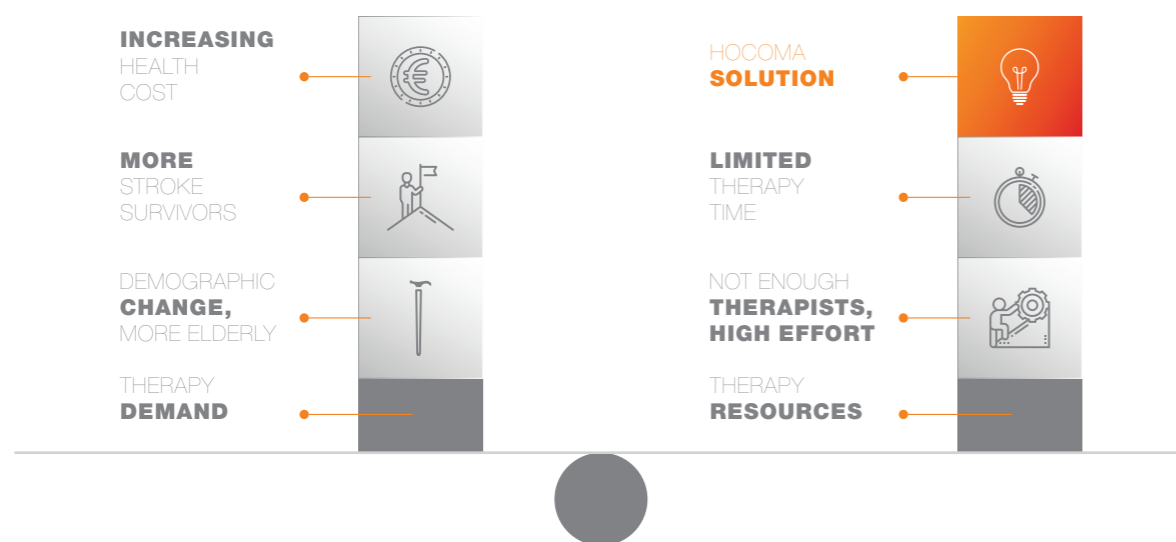 INCREASING
HEALTH
COST
MORE
STROKE
SURVIVORS
DEMOGRAPHIC
CHANGE,
MORE ELDERLY
THERAPY
DEMAND
HOCOMA
SOLUTION
LIMITED
THERAPY
TIME
NOT ENOUGH
THERAPISTS,
HIGH EFFORT
THERAPY
RESOURCES